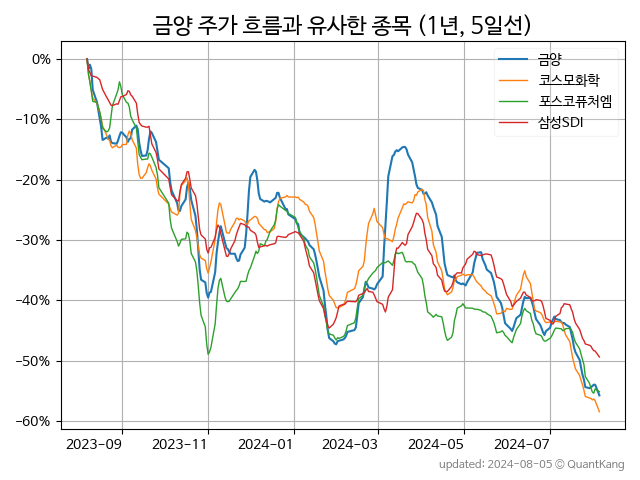 금양 주가 흐름과 유사한 종목 (1년, 5일선)
금양
코스모화학
포스코퓨처엠
삼성SDI
0%
−10%
−20%
−30%
−40%
−50%
−60%
2023-09
2023-11
2024-01
2024-03
2024-05
2024-07
updated: 2024-08-05 © QuantKang